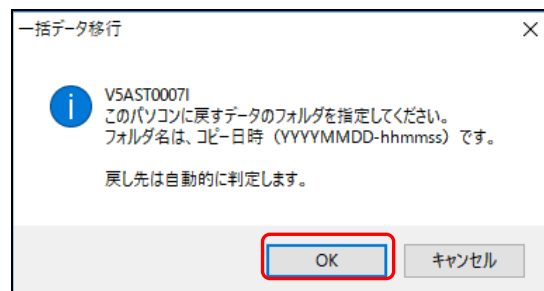 一括データ移行
V5AST0007I
このパソコンに戻すデータのフォルダを指定してください。
フォルダ名は、コピー日時（YYYYMMDD-hhmmss）です。
戻し先は自動的に判定します。
OK
キャンセル